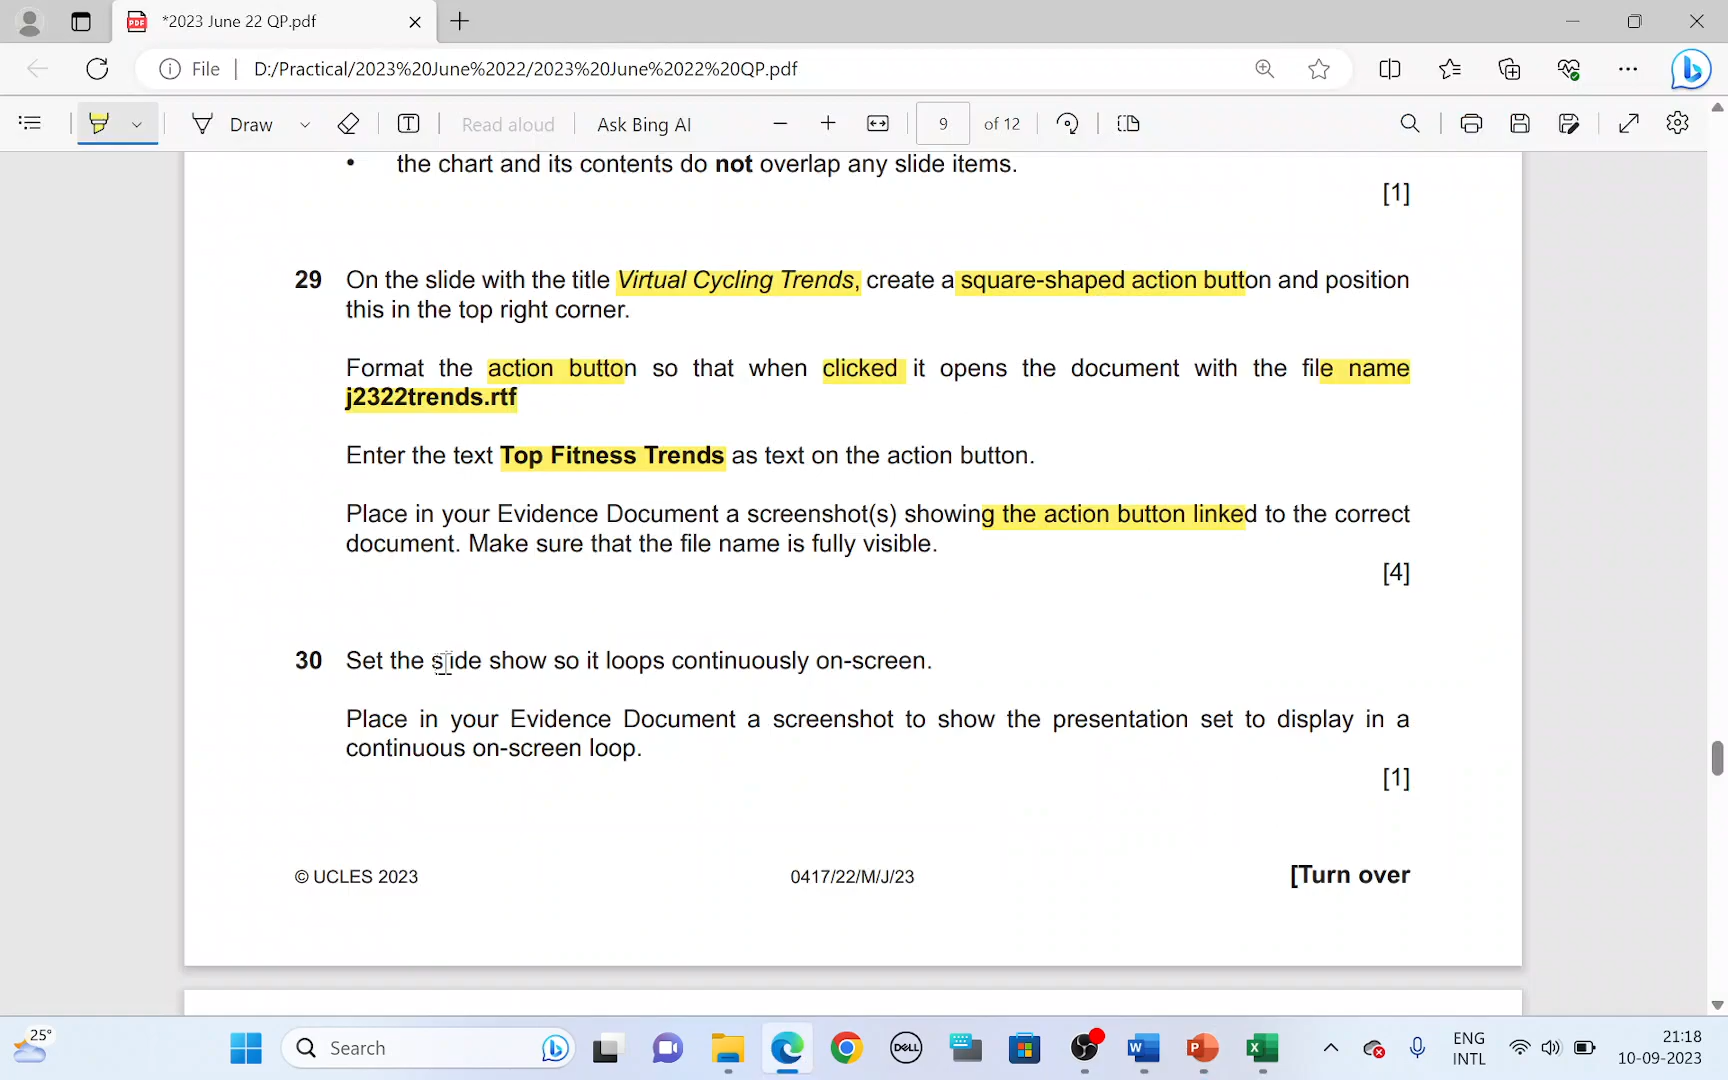 *2023 June 22 QP.pdf
File
D:/Practical/2023%20June%2022/2023%20June%2022%20QP.pdf
Draw
Read aloud
Ask Bing AI
9
of 12
• the chart and its contents do not overlap any slide items.
[1]
29 On the slide with the title Virtual Cycling Trends, create a square-shaped action button and position
this in the top right corner.
Format the action button so that when clicked it opens the document with the file name
j2322trends.rtf
Enter the text Top Fitness Trends as text on the action button.
Place in your Evidence Document a screenshot(s) showing the action button linked to the correct
document. Make sure that the file name is fully visible.
[4]
30 Set the slide show so it loops continuously on-screen.
Place in your Evidence Document a screenshot to show the presentation set to display in a
continuous on-screen loop.
[1]
© UCLES 2023
0417/22/M/J/23
[Turn over
25°
Search
DELL
ENG
INTL
21:18
10-09-2023